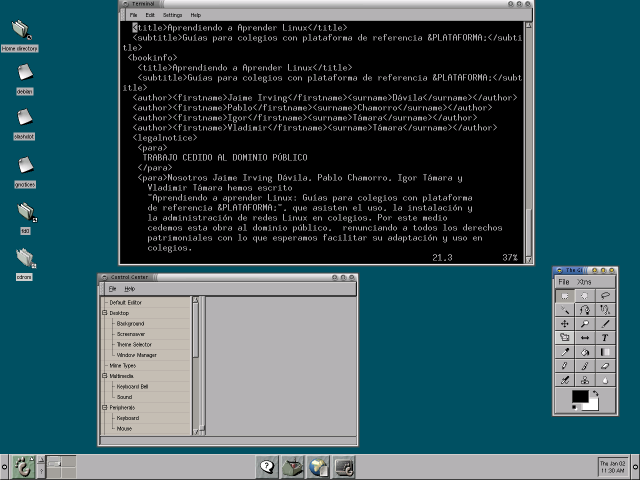 Terminal
File Edit Settings Help
<title>Aprendiendo a Aprender Linux</title>
<subtitle>Guías para colegios con plataforma de referencia &PLATAFORMA;</subti
tle>
<bookinfo>
<title>Aprendiendo a Aprender Linux</title>
<subtitle>Guías para colegios con plataforma de referencia &PLATAFORMA;</subt
itle>
<author><firstname>Jaime Irving</firstname><surname>Dávila</surname></author>
<author><firstname>Pablo</firstname><surname>Chamorro</surname></author>
<author><firstname>Igor</firstname><surname>Támara</surname></author>
<author><firstname>Vladimir</firstname><surname>Támara</surname></author>
<legalnotice>
<para>
TRABAJO CEDIDO AL DOMINIO PÚBLICO
</para>
<para>Nosotros Jaime Irving Dávila, Pablo Chamorro, Igor Támara y
Vladimir Támara hemos escrito
"Aprendiendo a aprender Linux: Guías para colegios con plataforma
de referencia &PLATAFORMA;", que asisten el uso, la instalación y
la administración de redes Linux en colegios. Por este medio
cedemos esta obra al dominio público, renunciando a todos los derechos
patrimoniales con lo que esperamos facilitar su adaptación y uso en
colegios.
21.3 37%
Home directory
debian
slashdot
gnotices
fd0
cdrom
Control Center
File Help
Default Editor
Desktop
Background
Screensaver
Theme Selector
Window Manager
Mime Types
Multimedia
Keyboard Bell
Sound
Peripherals
Keyboard
Mouse
The GI
File Xtns
Thu Jan 02
11:30 AM